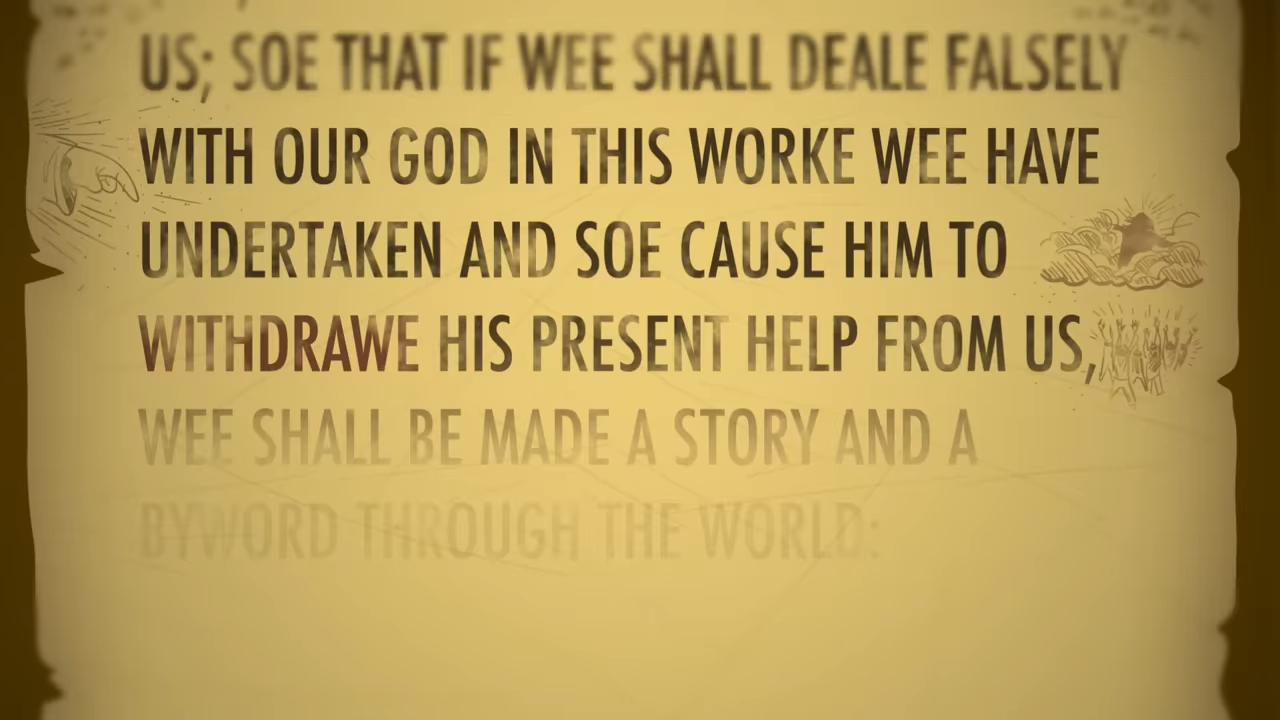 US; SOE THAT IF WEE SHALL DEALE FALSELY
WITH OUR GOD IN THIS WORKE WEE HAVE
UNDERTAKEN AND SOE CAUSE HIM TO
WITHDRAWE HIS PRESENT HELP FROM US,
WEE SHALL BE MADE A STORY AND A
BYWORD THROUGH THE WORLD: